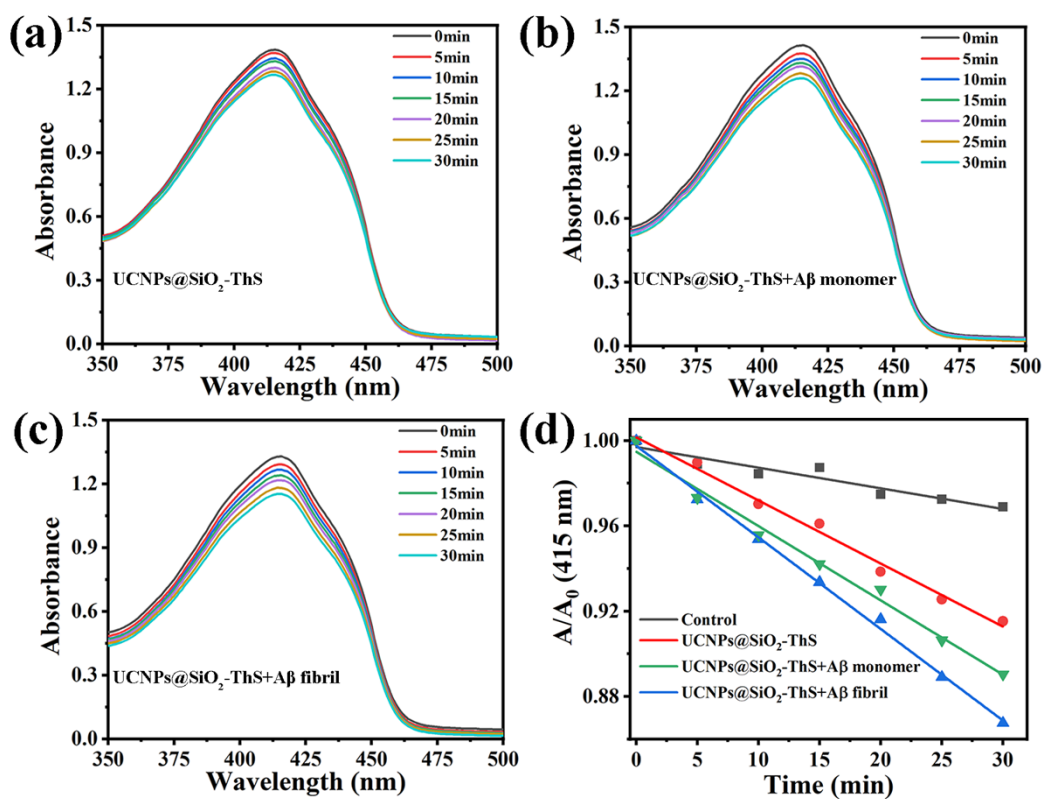 (a)
1.5
1.2
0.9
0.6
0.3
0.0
Absorbance
0min
5min
10min
15min
20min
25min
30min
UCNPs@SiO₂-ThS
350 375 400 425 450 475 500
Wavelength (nm)
(b)
1.5
1.2
0.9
0.6
0.3
0.0
Absorbance
0min
5min
10min
15min
20min
25min
30min
UCNPs@SiO₂-ThS+Aβ monomer
350 375 400 425 450 475 500
Wavelength (nm)
(c)
1.5
1.2
0.9
0.6
0.3
0.0
Absorbance
0min
5min
10min
15min
20min
25min
30min
UCNPs@SiO₂-ThS+Aβ fibril
350 375 400 425 450 475 500
Wavelength (nm)
(d)
1.00
0.96
0.92
0.88
A/A₀ (415 nm)
Control
UCNPs@SiO₂-ThS
UCNPs@SiO₂-ThS+Aβ monomer
UCNPs@SiO₂-ThS+Aβ fibril
0 5 10 15 20 25 30
Time (min)